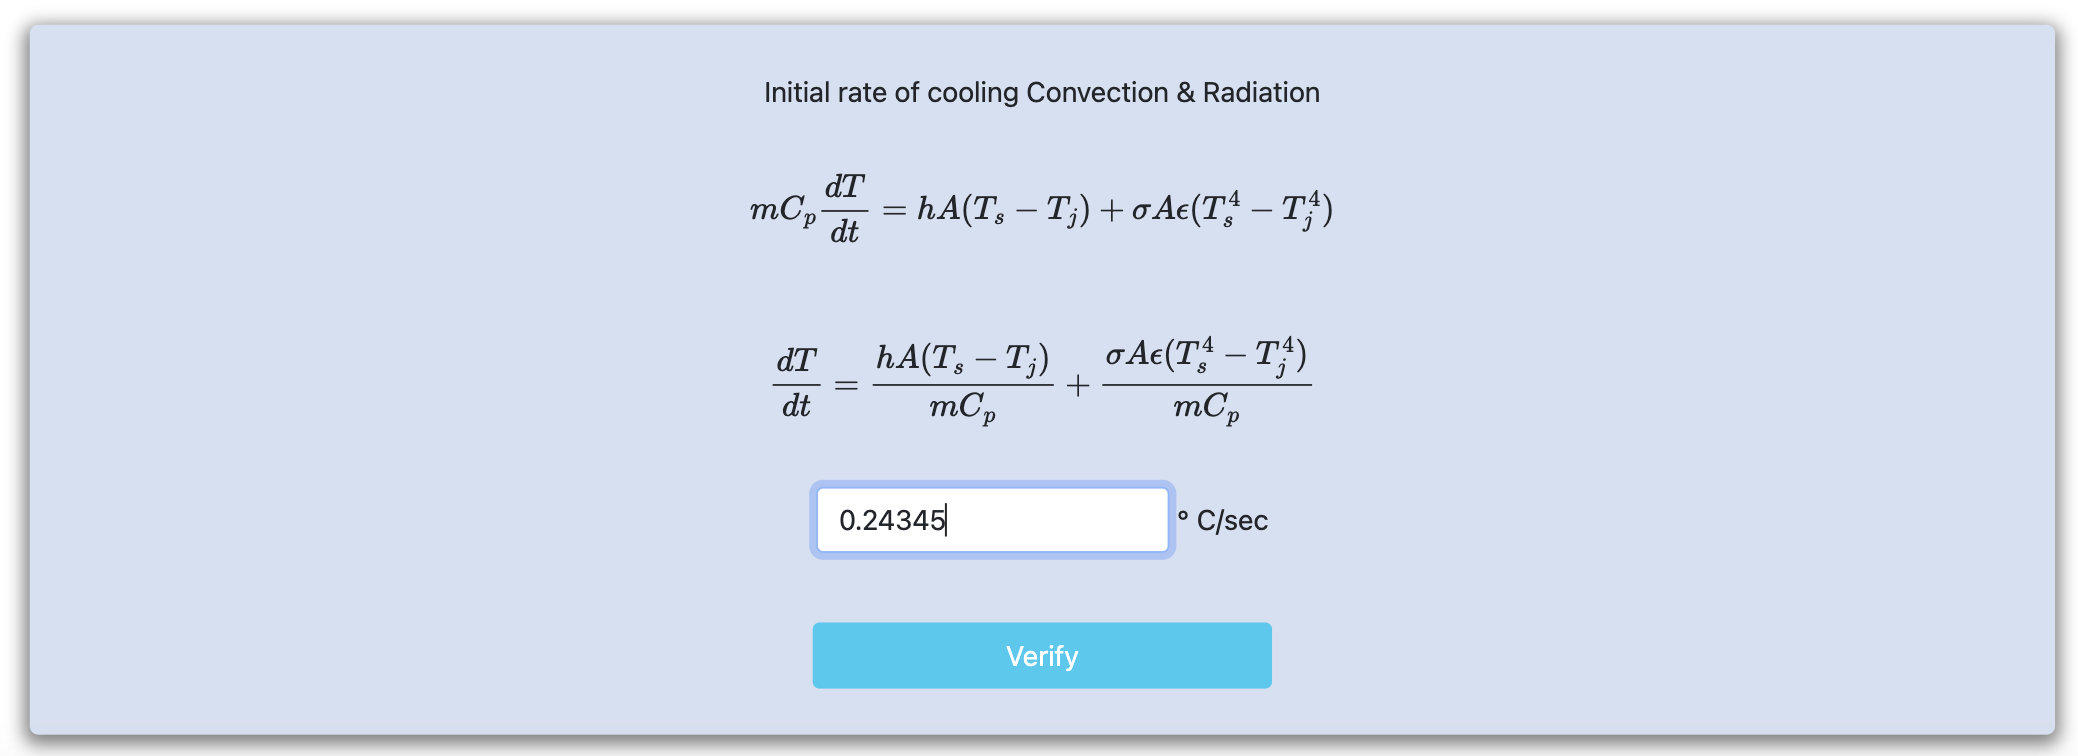 Initial rate of cooling Convection & Radiation
$mC_p\frac{dT}{dt} = hA(T_s - T_j) + \sigma A\epsilon(T_s^4 - T_j^4)$
$\frac{dT}{dt} = \frac{hA(T_s - T_j)}{mC_p} + \frac{\sigma A\epsilon(T_s^4 - T_j^4)}{mC_p}$
0.24345 ° C/sec
Verify